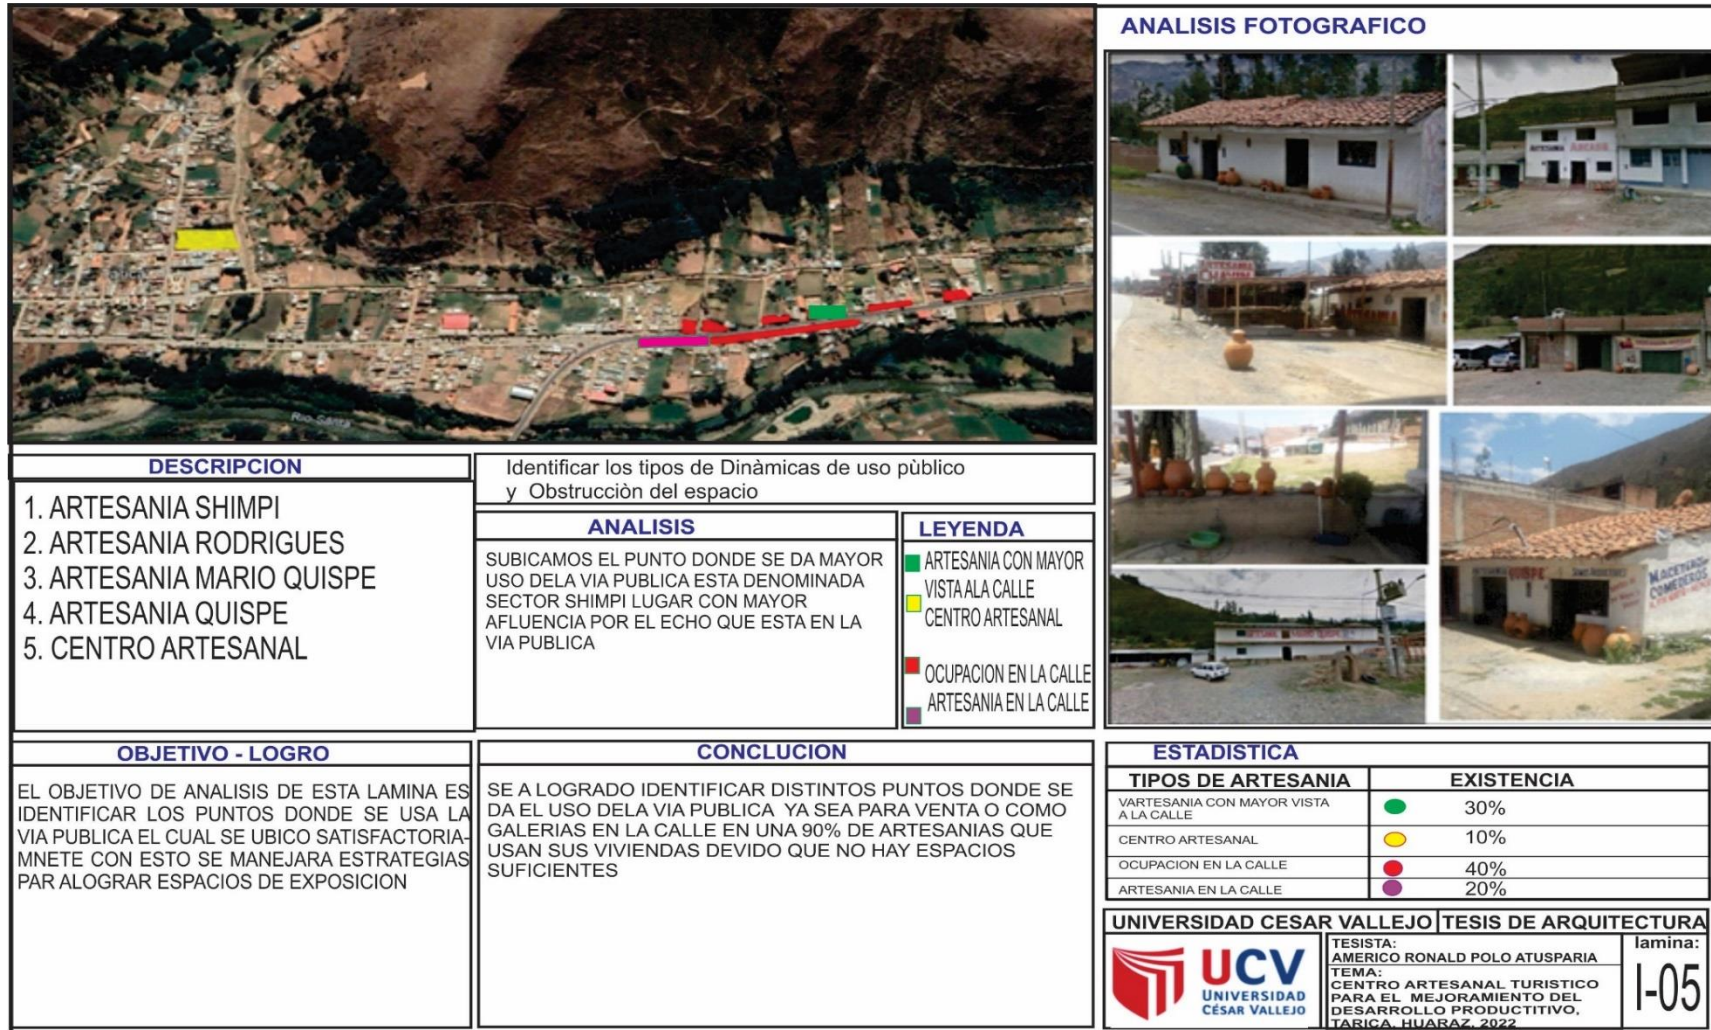 ANALISIS FOTOGRAFICO
Rio Santa
ARTESANIA
ARTESANIA
ARTESANIA
QUISPE
MACETEROS
COMEDEROS
MARIO QUISPE
DESCRIPCION
1. ARTESANIA SHIMPI
2. ARTESANIA RODRIGUES
3. ARTESANIA MARIO QUISPE
4. ARTESANIA QUISPE
5. CENTRO ARTESANAL
Identificar los tipos de Dinàmicas de uso pùblico
y Obstrucciòn del espacio
ANALISIS
SUBICAMOS EL PUNTO DONDE SE DA MAYOR
USO DELA VIA PUBLICA ESTA DENOMINADA
SECTOR SHIMPI LUGAR CON MAYOR
AFLUENCIA POR EL ECHO QUE ESTA EN LA
VIA PUBLICA
LEYENDA
ARTESANIA CON MAYOR
VISTA ALA CALLE
CENTRO ARTESANAL
OCUPACION EN LA CALLE
ARTESANIA EN LA CALLE
OBJETIVO - LOGRO
EL OBJETIVO DE ANALISIS DE ESTA LAMINA ES
IDENTIFICAR LOS PUNTOS DONDE SE USA LA
VIA PUBLICA EL CUAL SE UBICO SATISFACTORIA-
MNETE CON ESTO SE MANEJARA ESTRATEGIAS
PAR ALOGRAR ESPACIOS DE EXPOSICION
CONCLUCION
SE A LOGRADO IDENTIFICAR DISTINTOS PUNTOS DONDE SE
DA EL USO DELA VIA PUBLICA YA SEA PARA VENTA O COMO
GALERIAS EN LA CALLE EN UNA 90% DE ARTESANIAS QUE
USAN SUS VIVIENDAS DEVIDO QUE NO HAY ESPACIOS
SUFICIENTES
ESTADISTICA
TIPOS DE ARTESANIA EXISTENCIA
VARTESANIA CON MAYOR VISTA
A LA CALLE 30%
CENTRO ARTESANAL 10%
OCUPACION EN LA CALLE 40%
ARTESANIA EN LA CALLE 20%
UNIVERSIDAD CESAR VALLEJO TESIS DE ARQUITECTURA
UCV
UNIVERSIDAD
CÉSAR VALLEJO
TESISTA:
AMERICO RONALD POLO ATUSPARIA
TEMA:
CENTRO ARTESANAL TURISTICO
PARA EL MEJORAMIENTO DEL
DESARROLLO PRODUCTITIVO,
TARICA, HUARAZ, 2022
lamina:
I-05